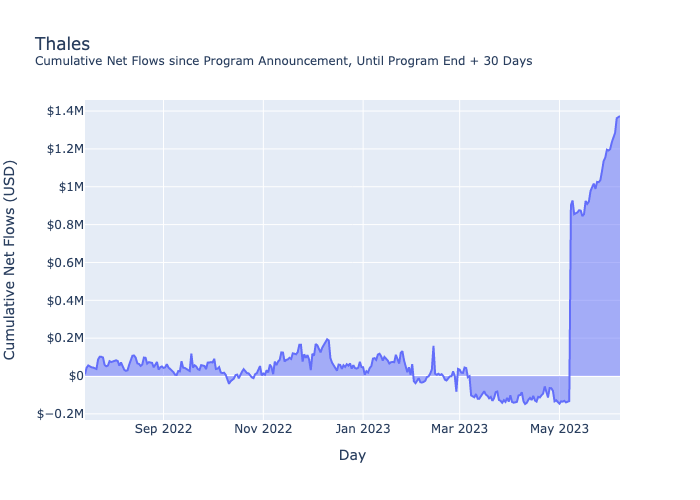 Thales
Cumulative Net Flows since Program Announcement, Until Program End + 30 Days
Cumulative Net Flows (USD)
$1.4M
$1.2M
$1M
$0.8M
$0.6M
$0.4M
$0.2M
$0
$−0.2M
Sep 2022 Nov 2022 Jan 2023 Mar 2023 May 2023
Day